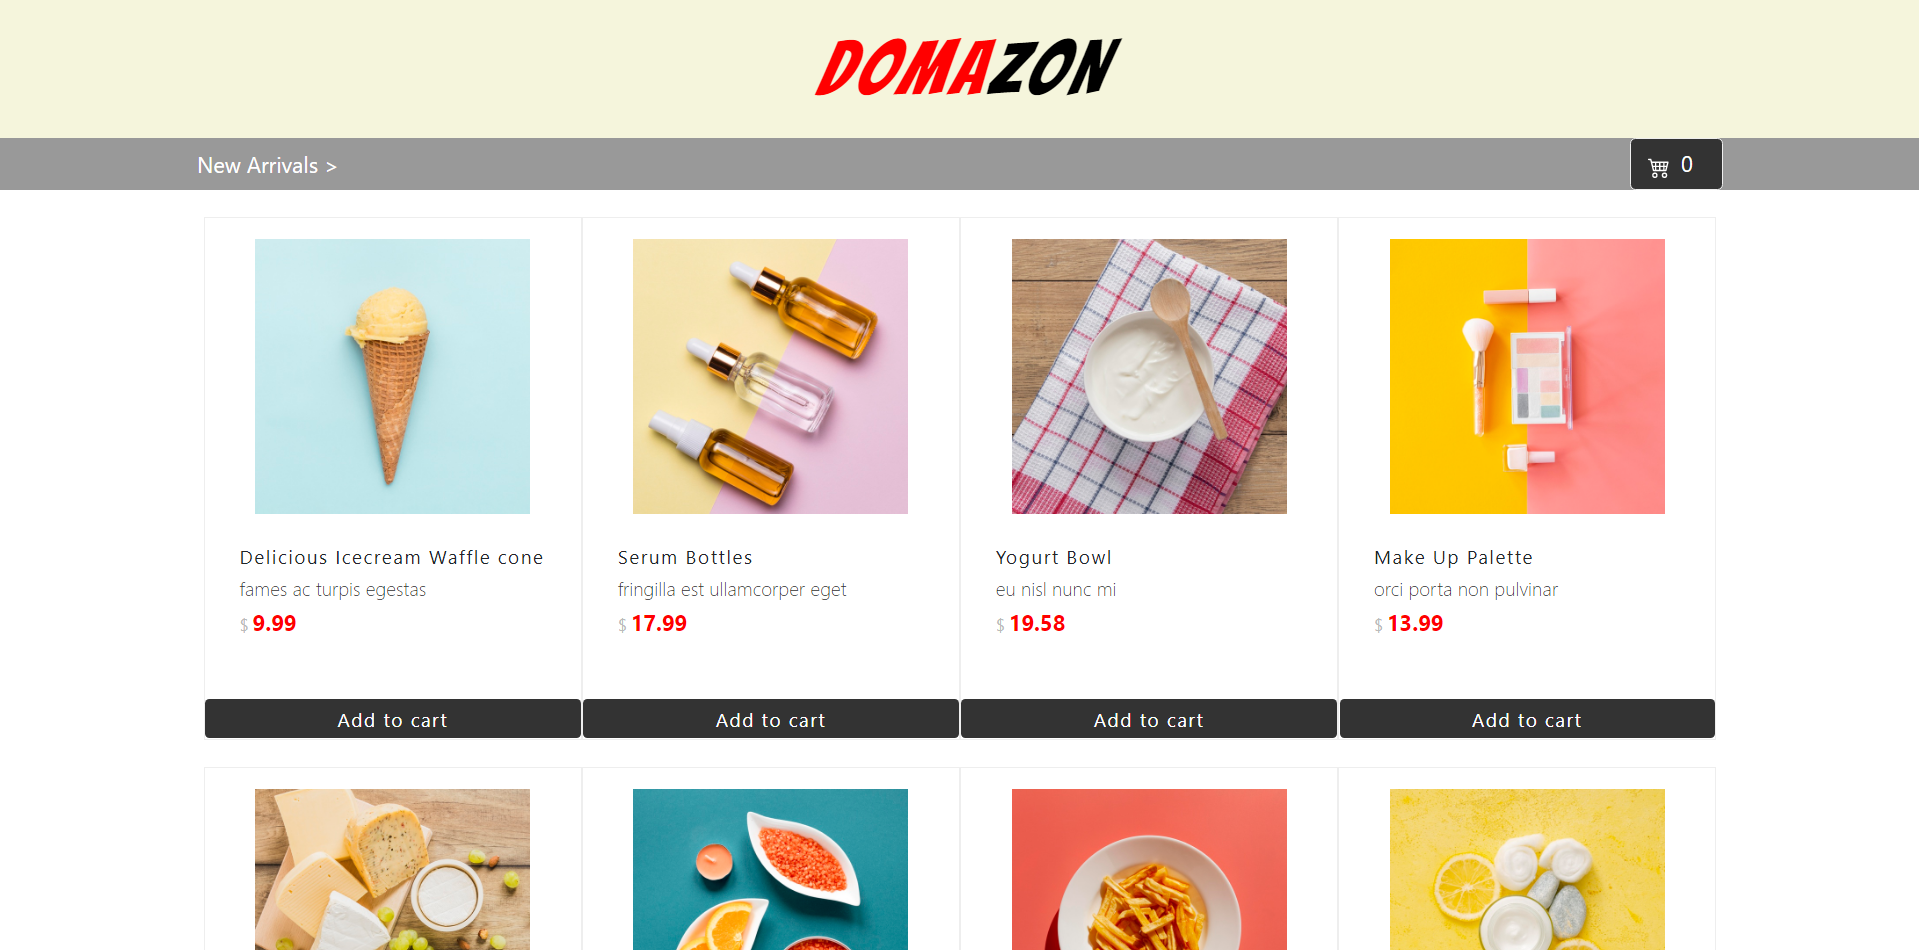 DOMAZON
New Arrivals >
0
Delicious Icecream Waffle cone
fames ac turpis egestas
$ 9.99
Add to cart
Serum Bottles
fringilla est ullamcorper eget
$ 17.99
Add to cart
Yogurt Bowl
eu nisl nunc mi
$ 19.58
Add to cart
Make Up Palette
orci porta non pulvinar
$ 13.99
Add to cart